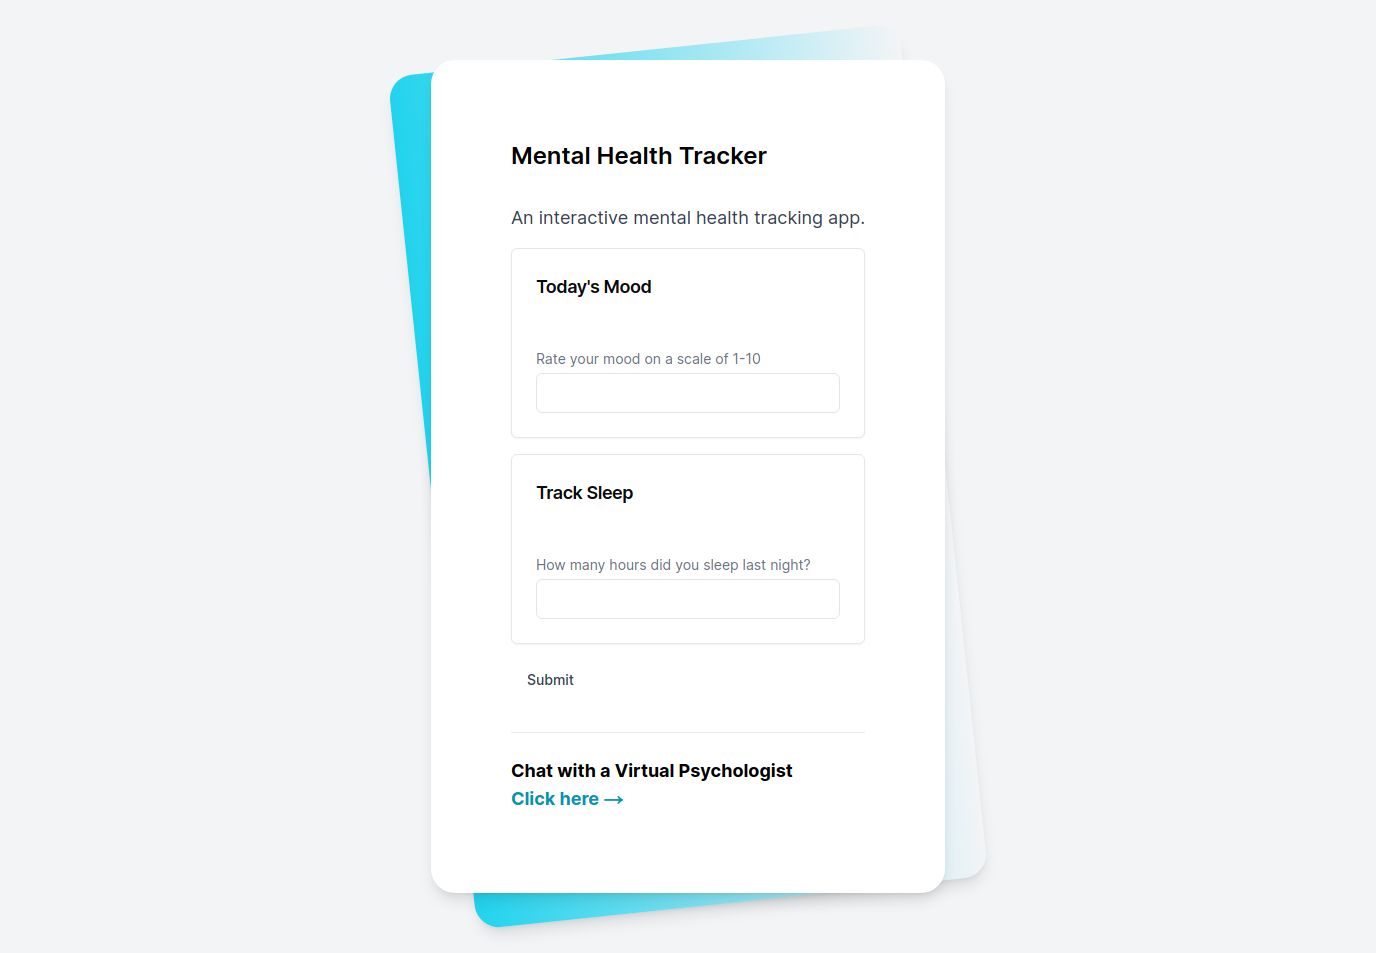 Mental Health Tracker
An interactive mental health tracking app.
Today's Mood
Rate your mood on a scale of 1-10
Track Sleep
How many hours did you sleep last night?
Submit
Chat with a Virtual Psychologist
Click here →